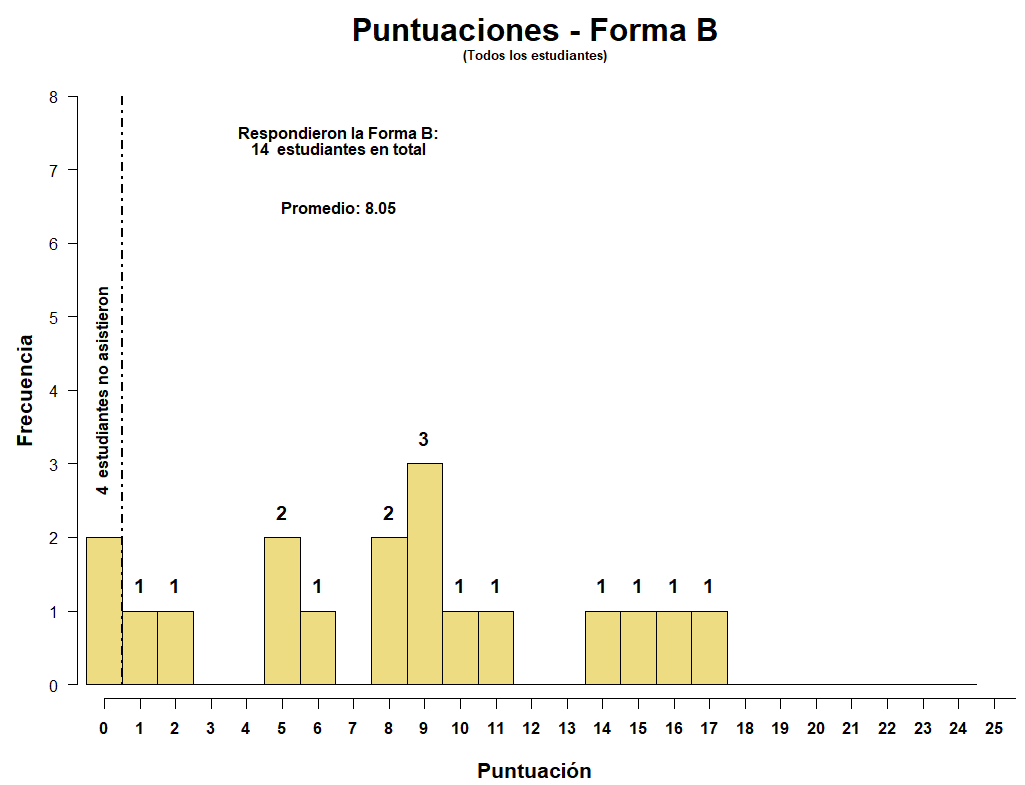 Puntuaciones - Forma B
(Todos los estudiantes)
Respondieron la Forma B:
14 estudiantes en total
Promedio: 8.05
Frecuencia
8
7
6
5
4
3
2
1
0
4 estudiantes no asistieron
1 1 2 1 2 3 1 1 1 1 1 1
0 1 2 3 4 5 6 7 8 9 10 11 12 13 14 15 16 17 18 19 20 21 22 23 24 25
Puntuación